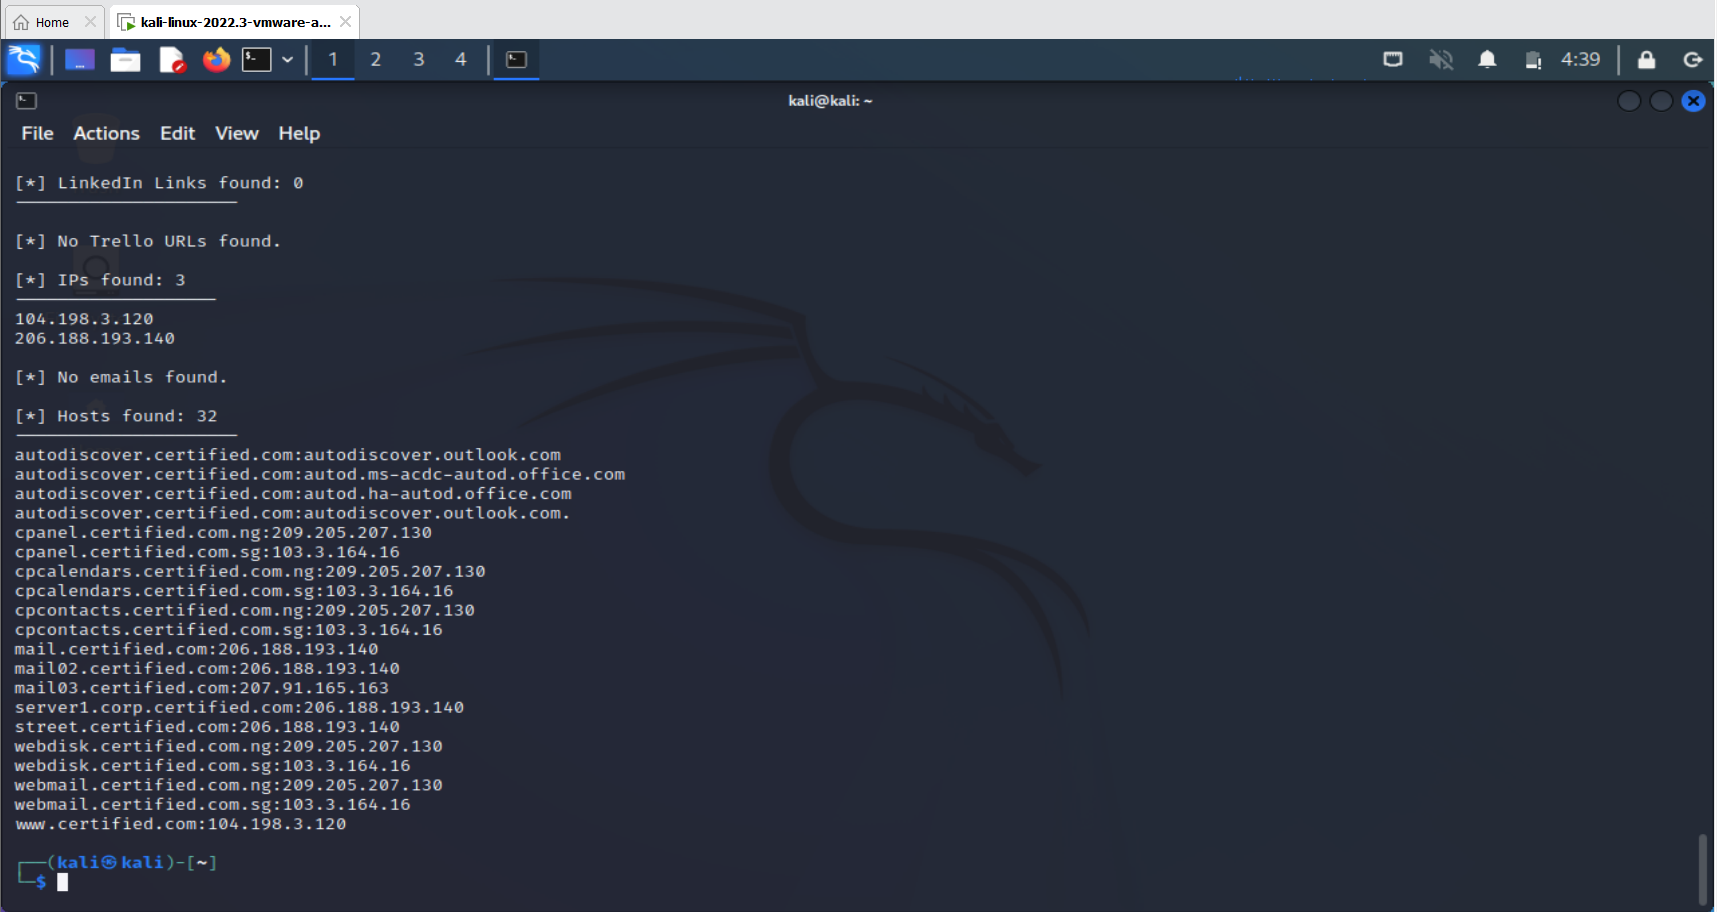 Home
kali-linux-2022.3-vmware-a...
1 2 3 4
4:39
kali@kali: ~
File Actions Edit View Help
[*] LinkedIn Links found: 0
[*] No Trello URLs found.
[*] IPs found: 3
104.198.3.120
206.188.193.140
[*] No emails found.
[*] Hosts found: 32
autodiscover.certified.com:autodiscover.outlook.com
autodiscover.certified.com:autod.ms-acdc-autod.office.com
autodiscover.certified.com:autod.ha-autod.office.com
autodiscover.certified.com:autodiscover.outlook.com.
cpanel.certified.com.ng:209.205.207.130
cpanel.certified.com.sg:103.3.164.16
cpcalendars.certified.com.ng:209.205.207.130
cpcalendars.certified.com.sg:103.3.164.16
cpcontacts.certified.com.ng:209.205.207.130
cpcontacts.certified.com.sg:103.3.164.16
mail.certified.com:206.188.193.140
mail02.certified.com:206.188.193.140
mail03.certified.com:207.91.165.163
server1.corp.certified.com:206.188.193.140
street.certified.com:206.188.193.140
webdisk.certified.com.ng:209.205.207.130
webdisk.certified.com.sg:103.3.164.16
webmail.certified.com.ng:209.205.207.130
webmail.certified.com.sg:103.3.164.16
www.certified.com:104.198.3.120
┌──(kali㉿kali)-[~]
└─$